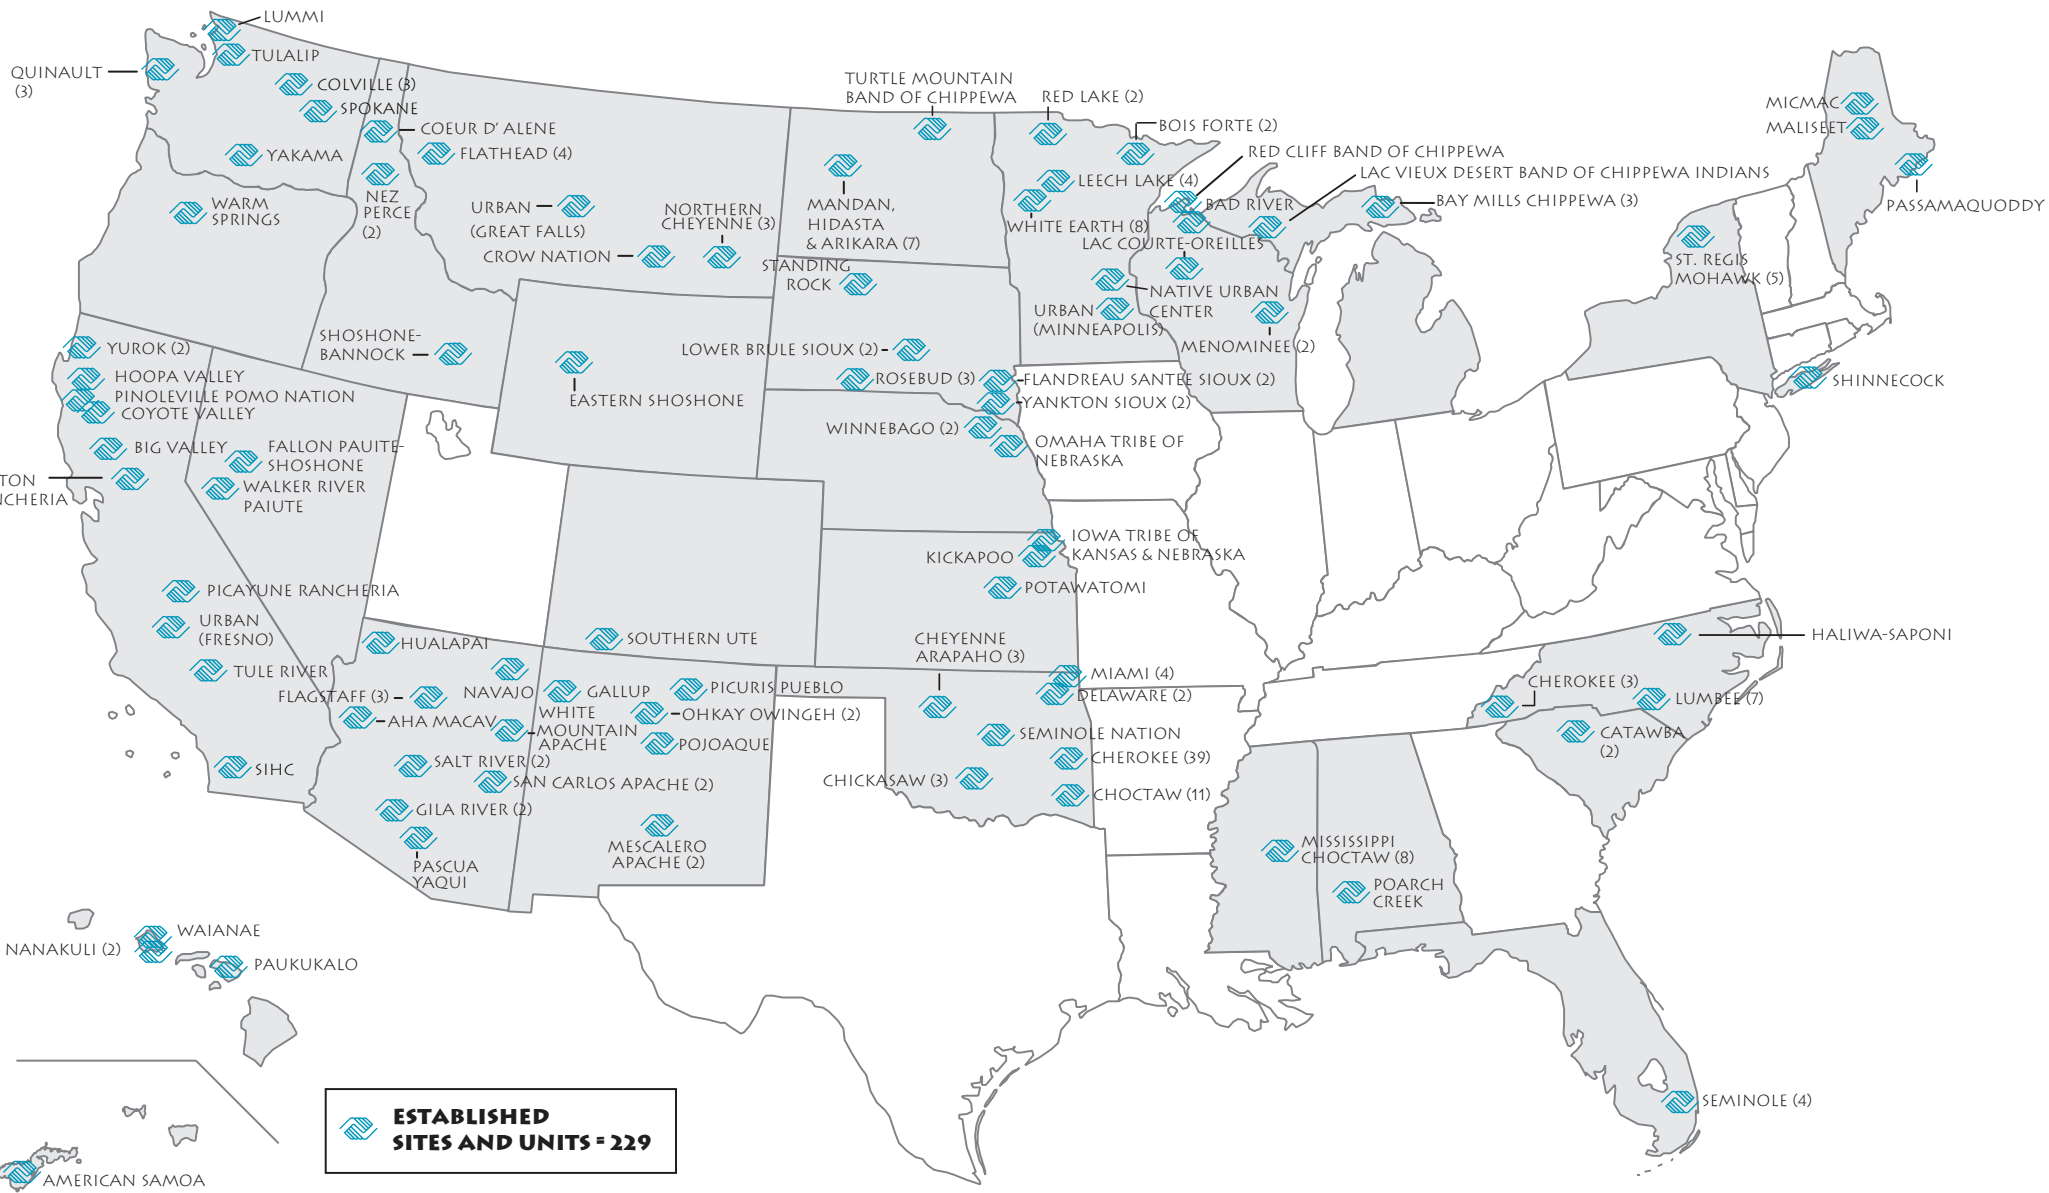 LUMMI
TULALIP
QUINAULT
(3)
COLVILLE (3)
SPOKANE
COEUR D' ALENE
FLATHEAD (4)
YAKAMA
NEZ
PERCE
(2)
WARM
SPRINGS
URBAN
(GREAT FALLS)
NORTHERN
CHEYENNE (3)
CROW NATION
TURTLE MOUNTAIN
BAND OF CHIPPEWA
RED LAKE (2)
BOIS FORTE (2)
RED CLIFF BAND OF CHIPPEWA
LAC VIEUX DESERT BAND OF CHIPPEWA INDIANS
LEECH LAKE (4)
BAD RIVER
BAY MILLS CHIPPEWA (3)
MANDAN,
HIDASTA
& ARIKARA (7)
WHITE EARTH (8)
LAC COURTE-OREILLES
STANDING
ROCK
NATIVE URBAN
CENTER
URBAN
(MINNEAPOLIS)
MENOMINEE (2)
MICMAC
MALISEET
PASSAMAQUODDY
ST. REGIS
MOHAWK (5)
SHINNECOCK
YUROK (2)
HOOPA VALLEY
PINOLEVILLE POMO NATION
COYOTE VALLEY
BIG VALLEY
TON
NCHERIA
SHOSHONE-
BANNOCK
EASTERN SHOSHONE
LOWER BRULE SIOUX (2)
ROSEBUD (3)
FLANDREAU SANTEE SIOUX (2)
YANKTON SIOUX (2)
WINNEBAGO (2)
OMAHA TRIBE OF
NEBRASKA
FALLON PAUITE-
SHOSHONE
WALKER RIVER
PAIUTE
IOWA TRIBE OF
KANSAS & NEBRASKA
KICKAPOO
POTAWATOMI
PICAYUNE RANCHERIA
URBAN
(FRESNO)
TULE RIVER
SIHC
HUALAPAI
NAVAJO
FLAGSTAFF (3)
AHA MACAV
WHITE
MOUNTAIN
APACHE
SALT RIVER (2)
SAN CARLOS APACHE (2)
GILA RIVER (2)
PASCUA
YAQUI
SOUTHERN UTE
GALLUP
PICURIS PUEBLO
OHKAY OWINGEH (2)
POJOAQUE
MESCALERO
APACHE (2)
CHEYENNE
ARAPAHO (3)
MIAMI (4)
DELAWARE (2)
SEMINOLE NATION
CHEROKEE (39)
CHICKASAW (3)
CHOCTAW (11)
HALIWA-SAPONI
CHEROKEE (3)
LUMBEE (7)
CATAWBA
(2)
MISSISSIPPI
CHOCTAW (8)
POARCH
CREEK
SEMINOLE (4)
WAIANAE
NANAKULI (2)
PAUKUKALO
AMERICAN SAMOA
ESTABLISHED
SITES AND UNITS = 229